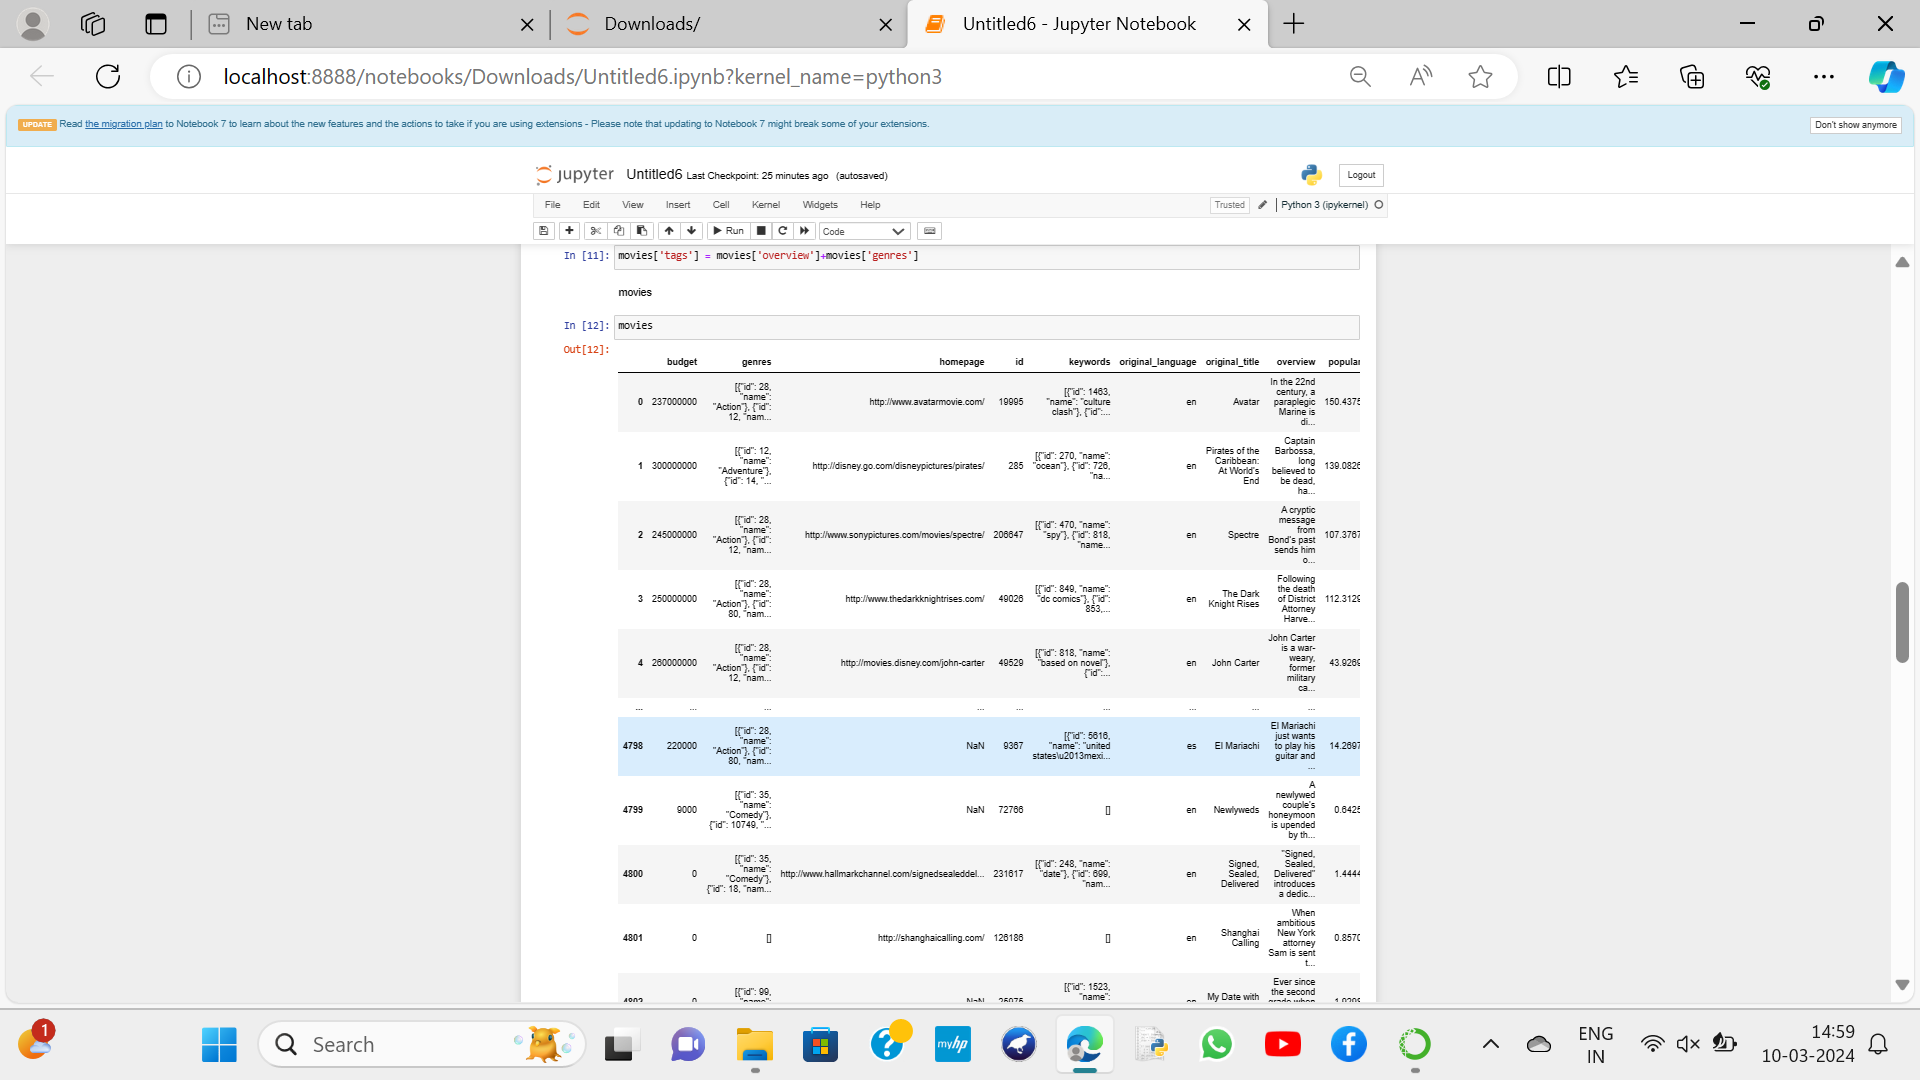 New tab
Downloads/
Untitled6 - Jupyter Notebook
localhost:8888/notebooks/Downloads/Untitled6.ipynb?kernel_name=python3
UPDATE Read the migration plan to Notebook 7 to learn about the new features and the actions to take if you are using extensions - Please note that updating to Notebook 7 might break some of your extensions.
Don't show anymore
jupyter Untitled6 Last Checkpoint: 25 minutes ago (autosaved)
Logout
File Edit View Insert Cell Kernel Widgets Help
Trusted
Python 3 (ipykernel)
Run
Code
In [11]: movies['tags'] = movies['overview']+movies['genres']
movies
In [12]: movies
Out[12]:
budget genres homepage id keywords original_language original_title overview popular
0 237000000 [{"id": 28, "name": "Action"}, {"id": 12, "nam... http://www.avatarmovie.com/ 19995 [{"id": 1463, "name": "culture clash"}, {"id":... en Avatar In the 22nd century, a paraplegic Marine is di... 150.4375
1 300000000 [{"id": 12, "name": "Adventure"}, {"id": 14, "... http://disney.go.com/disneypictures/pirates/ 285 [{"id": 270, "name": "ocean"}, {"id": 726, "na... en Pirates of the Caribbean: At World's End Captain Barbossa, long believed to be dead, ha... 139.0826
2 245000000 [{"id": 28, "name": "Action"}, {"id": 12, "nam... http://www.sonypictures.com/movies/spectre/ 206647 [{"id": 470, "name": "spy"}, {"id": 818, "name... en Spectre A cryptic message from Bond's past sends him o... 107.3767
3 250000000 [{"id": 28, "name": "Action"}, {"id": 80, "nam... http://www.thedarkknightrises.com/ 49026 [{"id": 849, "name": "dc comics"}, {"id": 853,... en The Dark Knight Rises Following the death of District Attorney Harve... 112.3129
4 260000000 [{"id": 28, "name": "Action"}, {"id": 12, "nam... http://movies.disney.com/john-carter 49529 [{"id": 818, "name": "based on novel"}, {"id":... en John Carter John Carter is a war-weary, former military ca... 43.9269
... ... ... ... ... ... ... ... ...
4798 220000 [{"id": 28, "name": "Action"}, {"id": 80, "nam... NaN 9367 [{"id": 5616, "name": "united states\u2013mexi... es El Mariachi El Mariachi just wants to play his guitar and ... 14.2697
4799 9000 [{"id": 35, "name": "Comedy"}, {"id": 10749, "... NaN 72766 [] en Newlyweds A newlywed couple's honeymoon is upended by th... 0.6425
4800 0 [{"id": 35, "name": "Comedy"}, {"id": 18, "nam... http://www.hallmarkchannel.com/signedsealeddel... 231617 [{"id": 248, "name": "date"}, {"id": 699, "nam... en Signed, Sealed, Delivered "Signed, Sealed, Delivered" introduces a dedic... 1.4444
4801 0 [] http://shanghaicalling.com/ 126186 [] en Shanghai Calling When ambitious New York attorney Sam is sent t... 0.8570
4802 0 [{"id": 99, "name": NaN 25975 [{"id": 1523, "name": en My Date with Ever since the second grade when 1.9298
1
Search
myhp
ENG
IN
14:59
10-03-2024